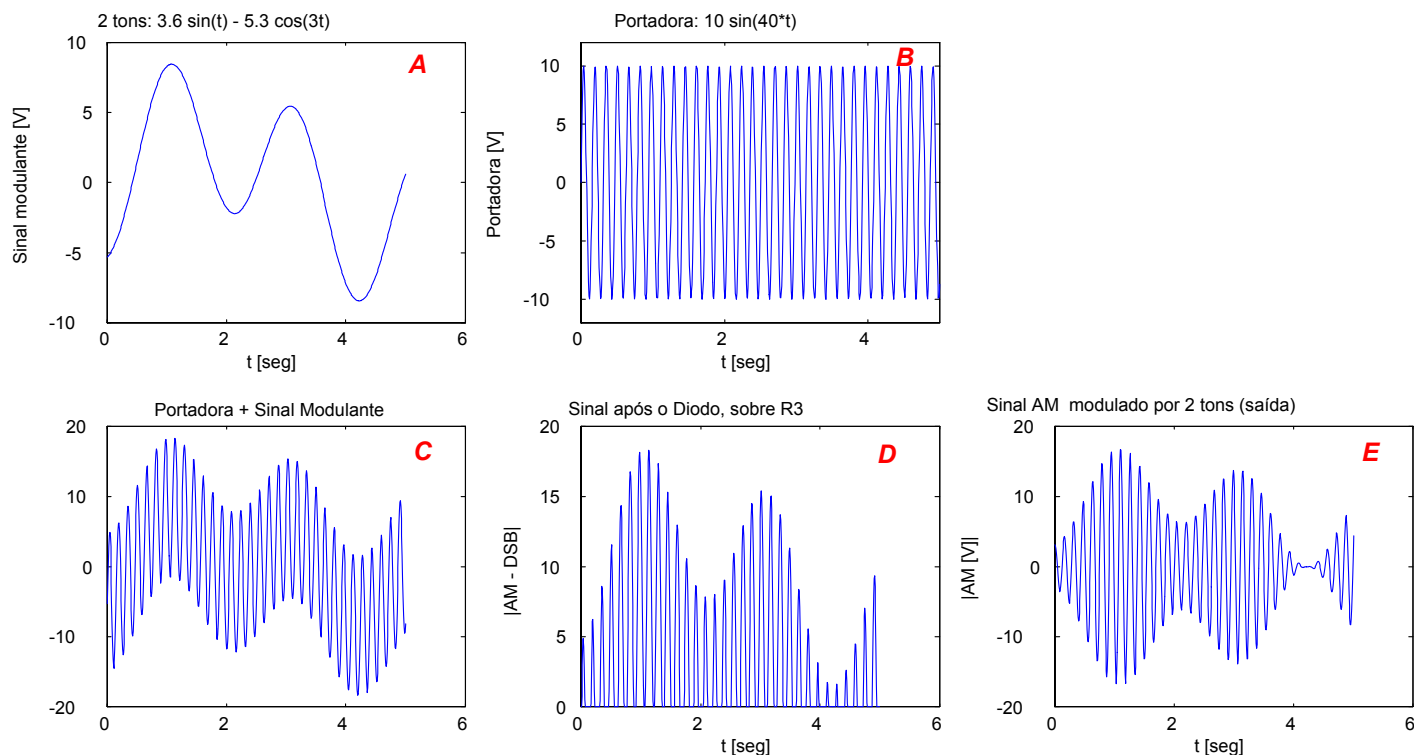 2 tons: 3.6 sin(t) - 5.3 cos(3t)
A
Sinal modulante [V]
10
5
0
-5
-10
0 2 4 6
t [seg]
Portadora: 10 sin(40*t)
B
Portadora [V]
10
5
0
-5
-10
0 2 4
t [seg]
Portadora + Sinal Modulante
C
20
10
0
-10
-20
0 2 4 6
t [seg]
Sinal após o Diodo, sobre R3
D
|AM - DSB|
20
15
10
5
0
0 2 4 6
t [seg]
Sinal AM modulado por 2 tons (saída)
E
|AM [V]|
20
10
0
-10
-20
0 2 4 6
t [seg]